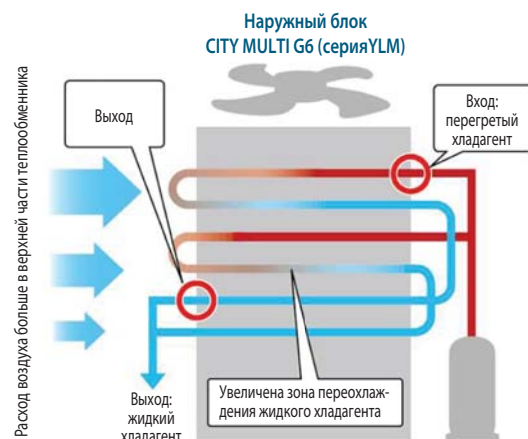 Наружный блок
CITY MULTI G6 (серияYLM)
Расход воздуха больше в верхней части теплообменника
Выход
Вход:
перегретый
хладагент
Увеличена зона переохлаж-
дения жидкого хладагента
Выход:
жидкий
хладагент